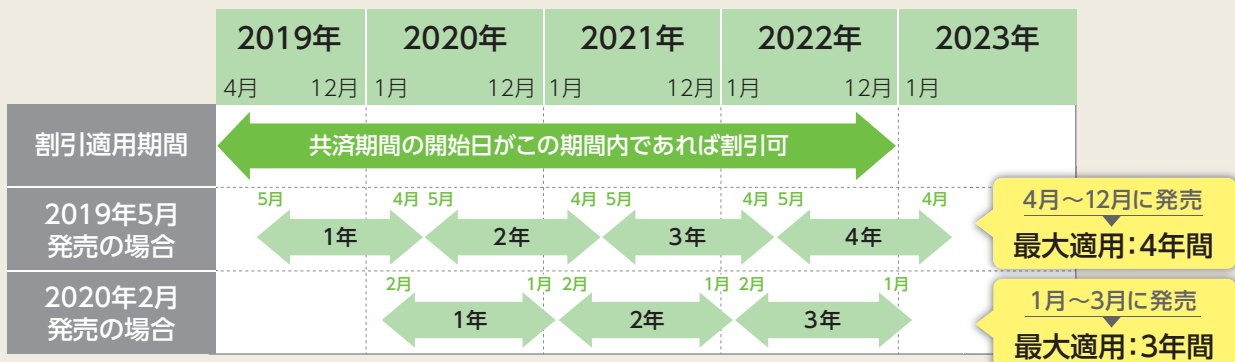 2019年 2020年 2021年 2022年 2023年
4月 12月 1月 12月 1月 12月 1月 12月 1月
割引適用期間
共済期間の開始日がこの期間内であれば割引可
2019年5月
発売の場合
5月 4月 5月 4月 5月 4月 5月 4月
1年 2年 3年 4年
4月〜12月に発売
最大適用:4年間
2020年2月
発売の場合
2月 1月 2月 1月 2月 1月
1年 2年 3年
1月〜3月に発売
最大適用:3年間